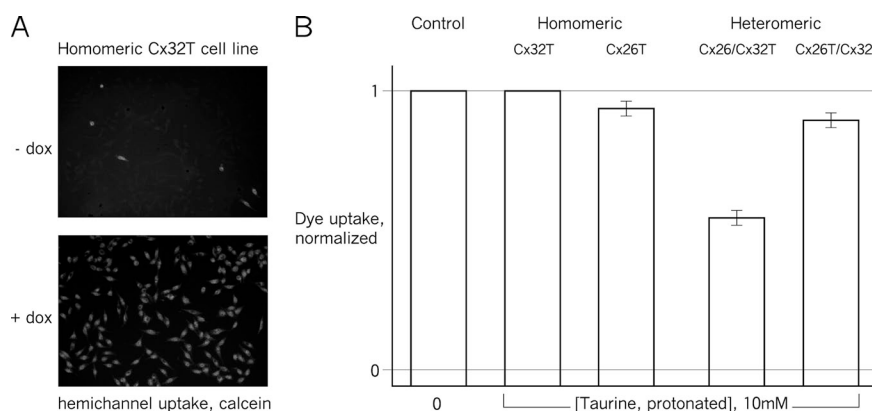 A
Homomeric Cx32T cell line
- dox
+ dox
hemichannel uptake, calcein
B
Control Homomeric Heteromeric
Cx32T Cx26T Cx26/Cx32T Cx26T/Cx32
1
Dye uptake,
normalized
0
0 [Taurine, protonated], 10mM